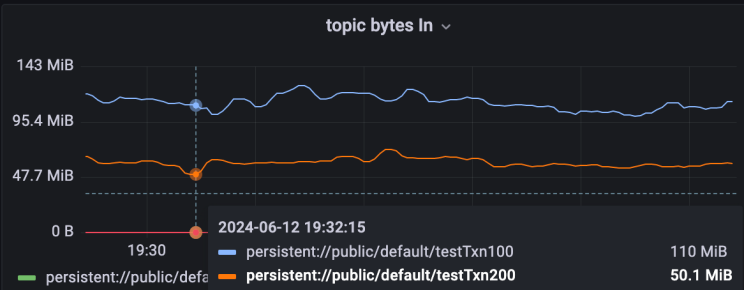 topic bytes In
143 MiB
95.4 MiB
47.7 MiB
0 B
19:30
2024-06-12 19:32:15
persistent://public/default/testTxn100 110 MiB
persistent://public/default/testTxn200 50.1 MiB
persistent://public/defa